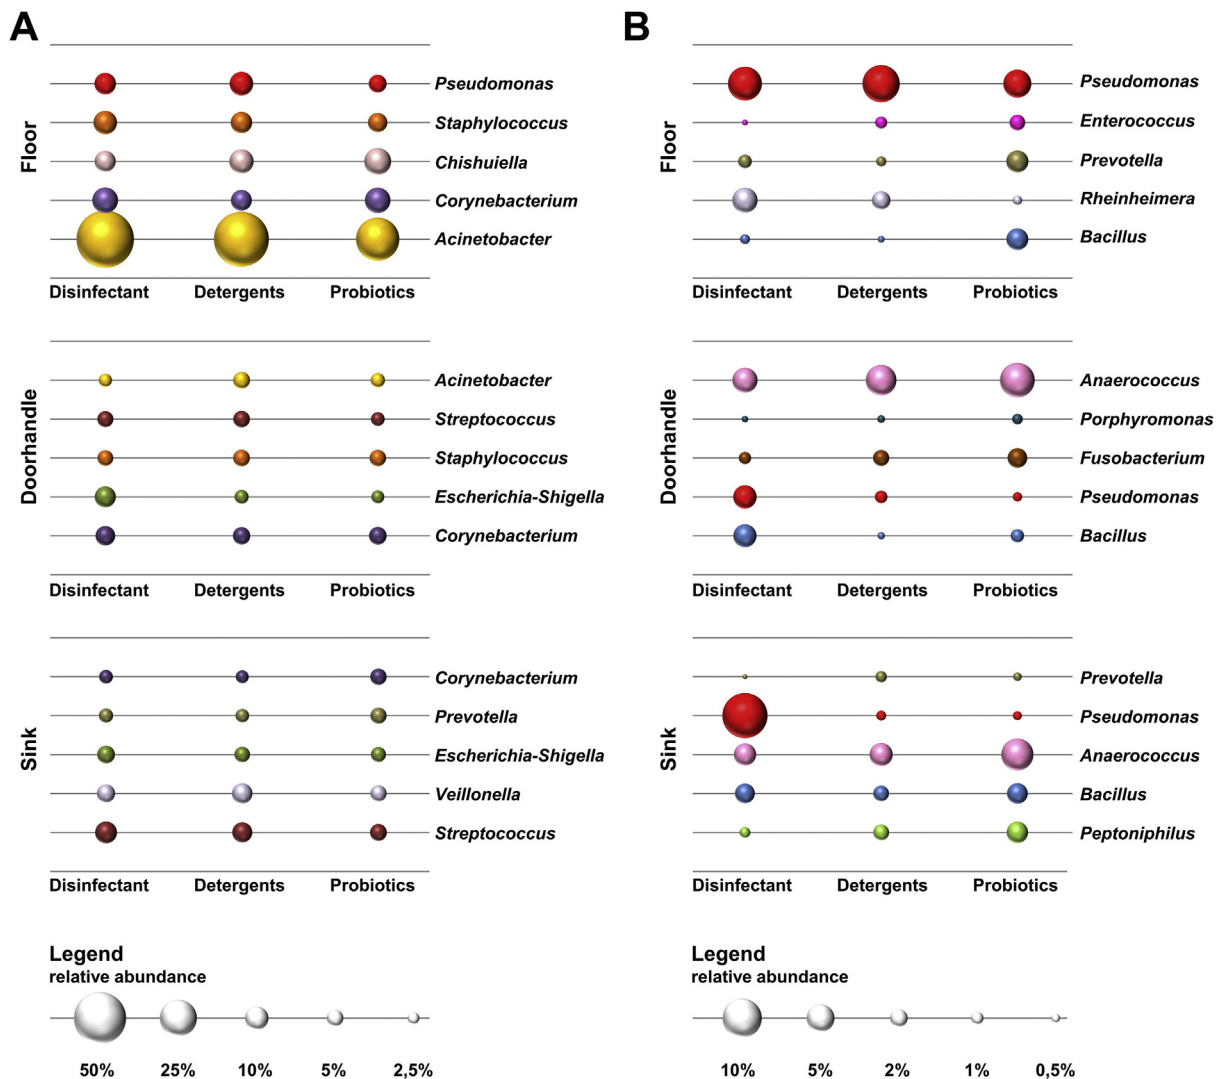 A
Floor
Pseudomonas
Staphylococcus
Chishuiella
Corynebacterium
Acinetobacter
Disinfectant Detergents Probiotics
Doorhandle
Acinetobacter
Streptococcus
Staphylococcus
Escherichia-Shigella
Corynebacterium
Disinfectant Detergents Probiotics
Sink
Corynebacterium
Prevotella
Escherichia-Shigella
Veillonella
Streptococcus
Disinfectant Detergents Probiotics
Legend
relative abundance
50% 25% 10% 5% 2,5%
B
Floor
Pseudomonas
Enterococcus
Prevotella
Rheinheimera
Bacillus
Disinfectant Detergents Probiotics
Doorhandle
Anaerococcus
Porphyromonas
Fusobacterium
Pseudomonas
Bacillus
Disinfectant Detergents Probiotics
Sink
Prevotella
Pseudomonas
Anaerococcus
Bacillus
Peptoniphilus
Disinfectant Detergents Probiotics
Legend
relative abundance
10% 5% 2% 1% 0,5%